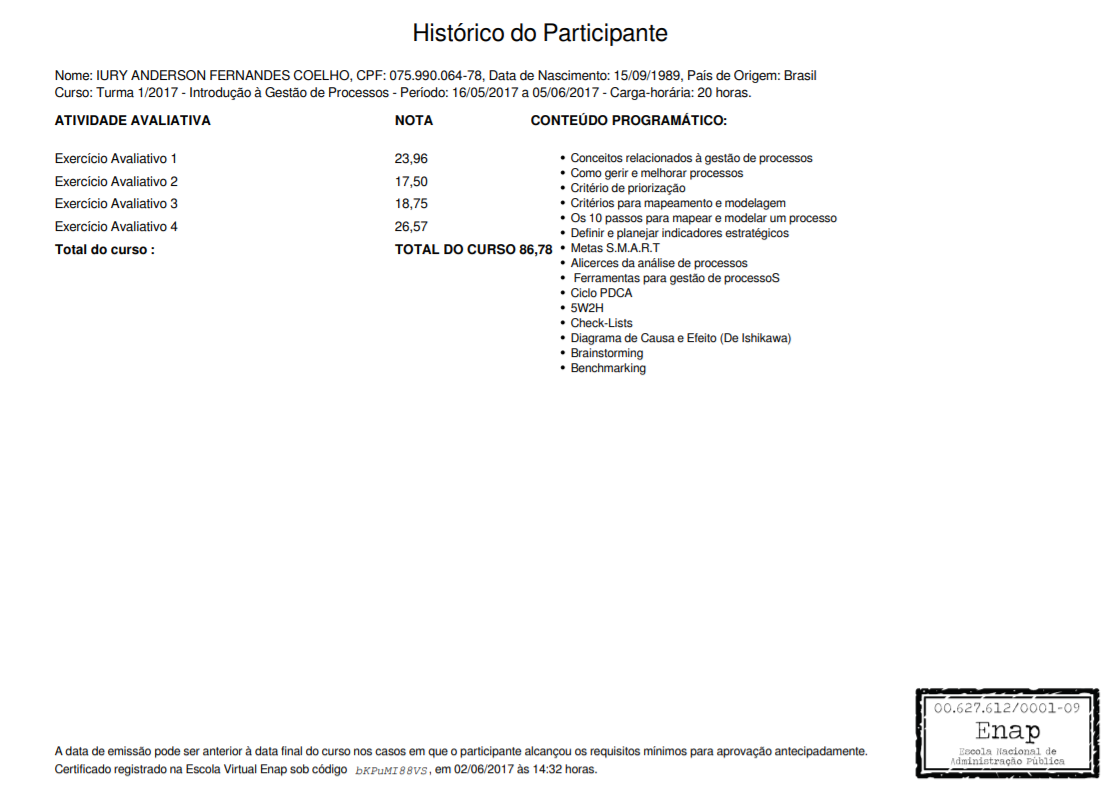 Histórico do Participante
Nome: IURY ANDERSON FERNANDES COELHO, CPF: 075.990.064-78, Data de Nascimento: 15/09/1989, País de Origem: Brasil
Curso: Turma 1/2017 - Introdução à Gestão de Processos - Período: 16/05/2017 a 05/06/2017 - Carga-horária: 20 horas.
ATIVIDADE AVALIATIVA NOTA CONTEÚDO PROGRAMÁTICO:
Exercício Avaliativo 1 23,96
Exercício Avaliativo 2 17,50
Exercício Avaliativo 3 18,75
Exercício Avaliativo 4 26,57
Total do curso : TOTAL DO CURSO 86,78
• Conceitos relacionados à gestão de processos
• Como gerir e melhorar processos
• Critério de priorização
• Critérios para mapeamento e modelagem
• Os 10 passos para mapear e modelar um processo
• Definir e planejar indicadores estratégicos
• Metas S.M.A.R.T
• Alicerces da análise de processos
• Ferramentas para gestão de processoS
• Ciclo PDCA
• 5W2H
• Check-Lists
• Diagrama de Causa e Efeito (De Ishikawa)
• Brainstorming
• Benchmarking
A data de emissão pode ser anterior à data final do curso nos casos em que o participante alcançou os requisitos mínimos para aprovação antecipadamente.
Certificado registrado na Escola Virtual Enap sob código bKPuMI88VS, em 02/06/2017 às 14:32 horas.
00.627.612/0001-09
Enap
Escola Nacional de
Administração Pública